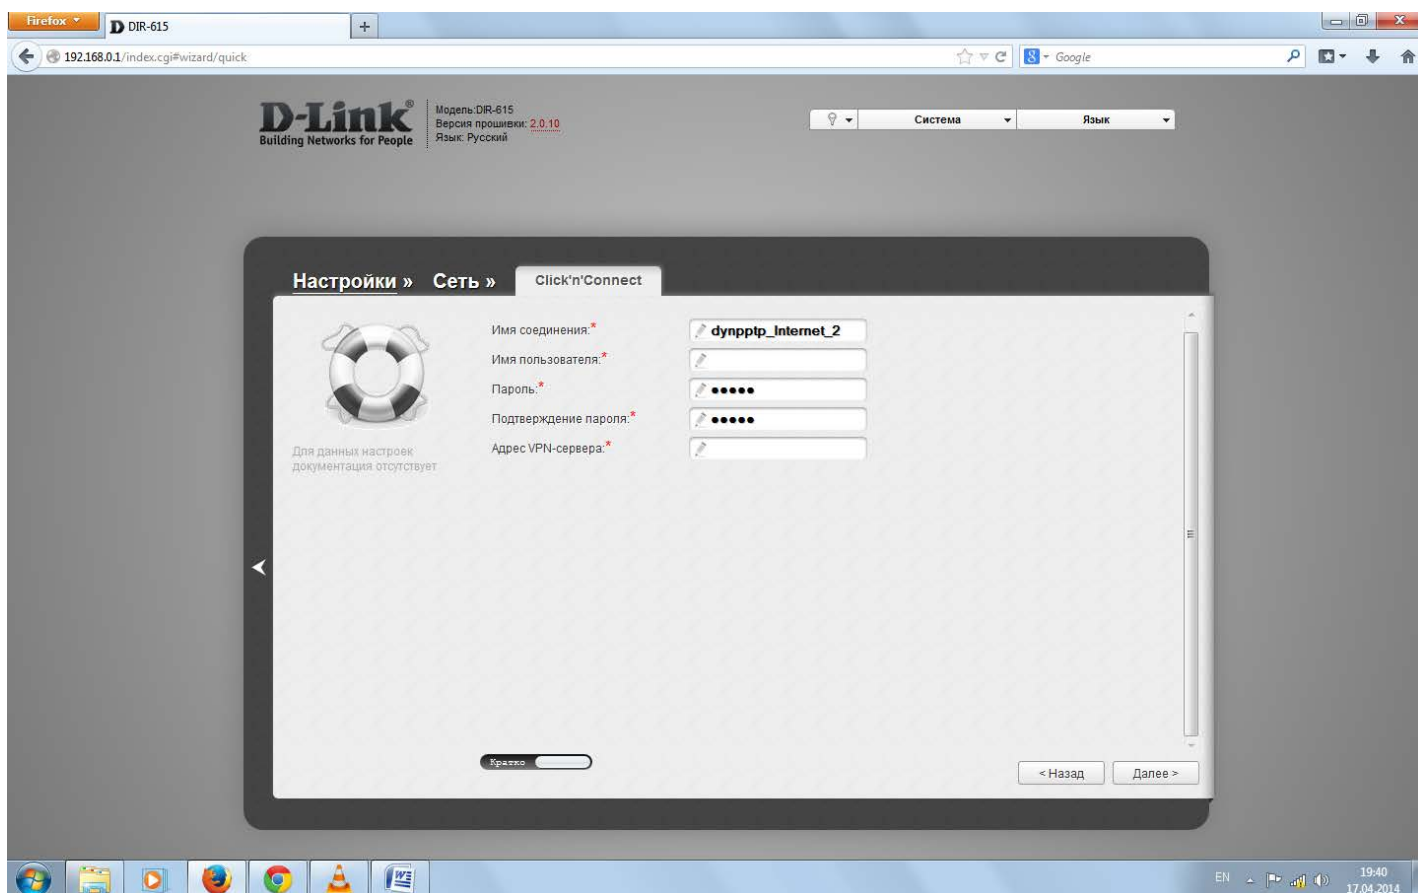 Firefox
DIR-615
+
192.168.0.1/index.cgi#wizard/quick
Google
D-Link®
Building Networks for People
Модель:DIR-615
Версия прошивки: 2.0.10
Язык: Русский
Система
Язык
Настройки »
Сеть »
Click'n'Connect
Имя соединения:*
dynpptp_Internet_2
Имя пользователя:*
Пароль:*
●●●●●
Подтверждение пароля:*
●●●●●
Адрес VPN-сервера:*
Для данных настроек
документация отсутствует
Кратко
< Назад
Далее >
EN
19:40
17.04.2014